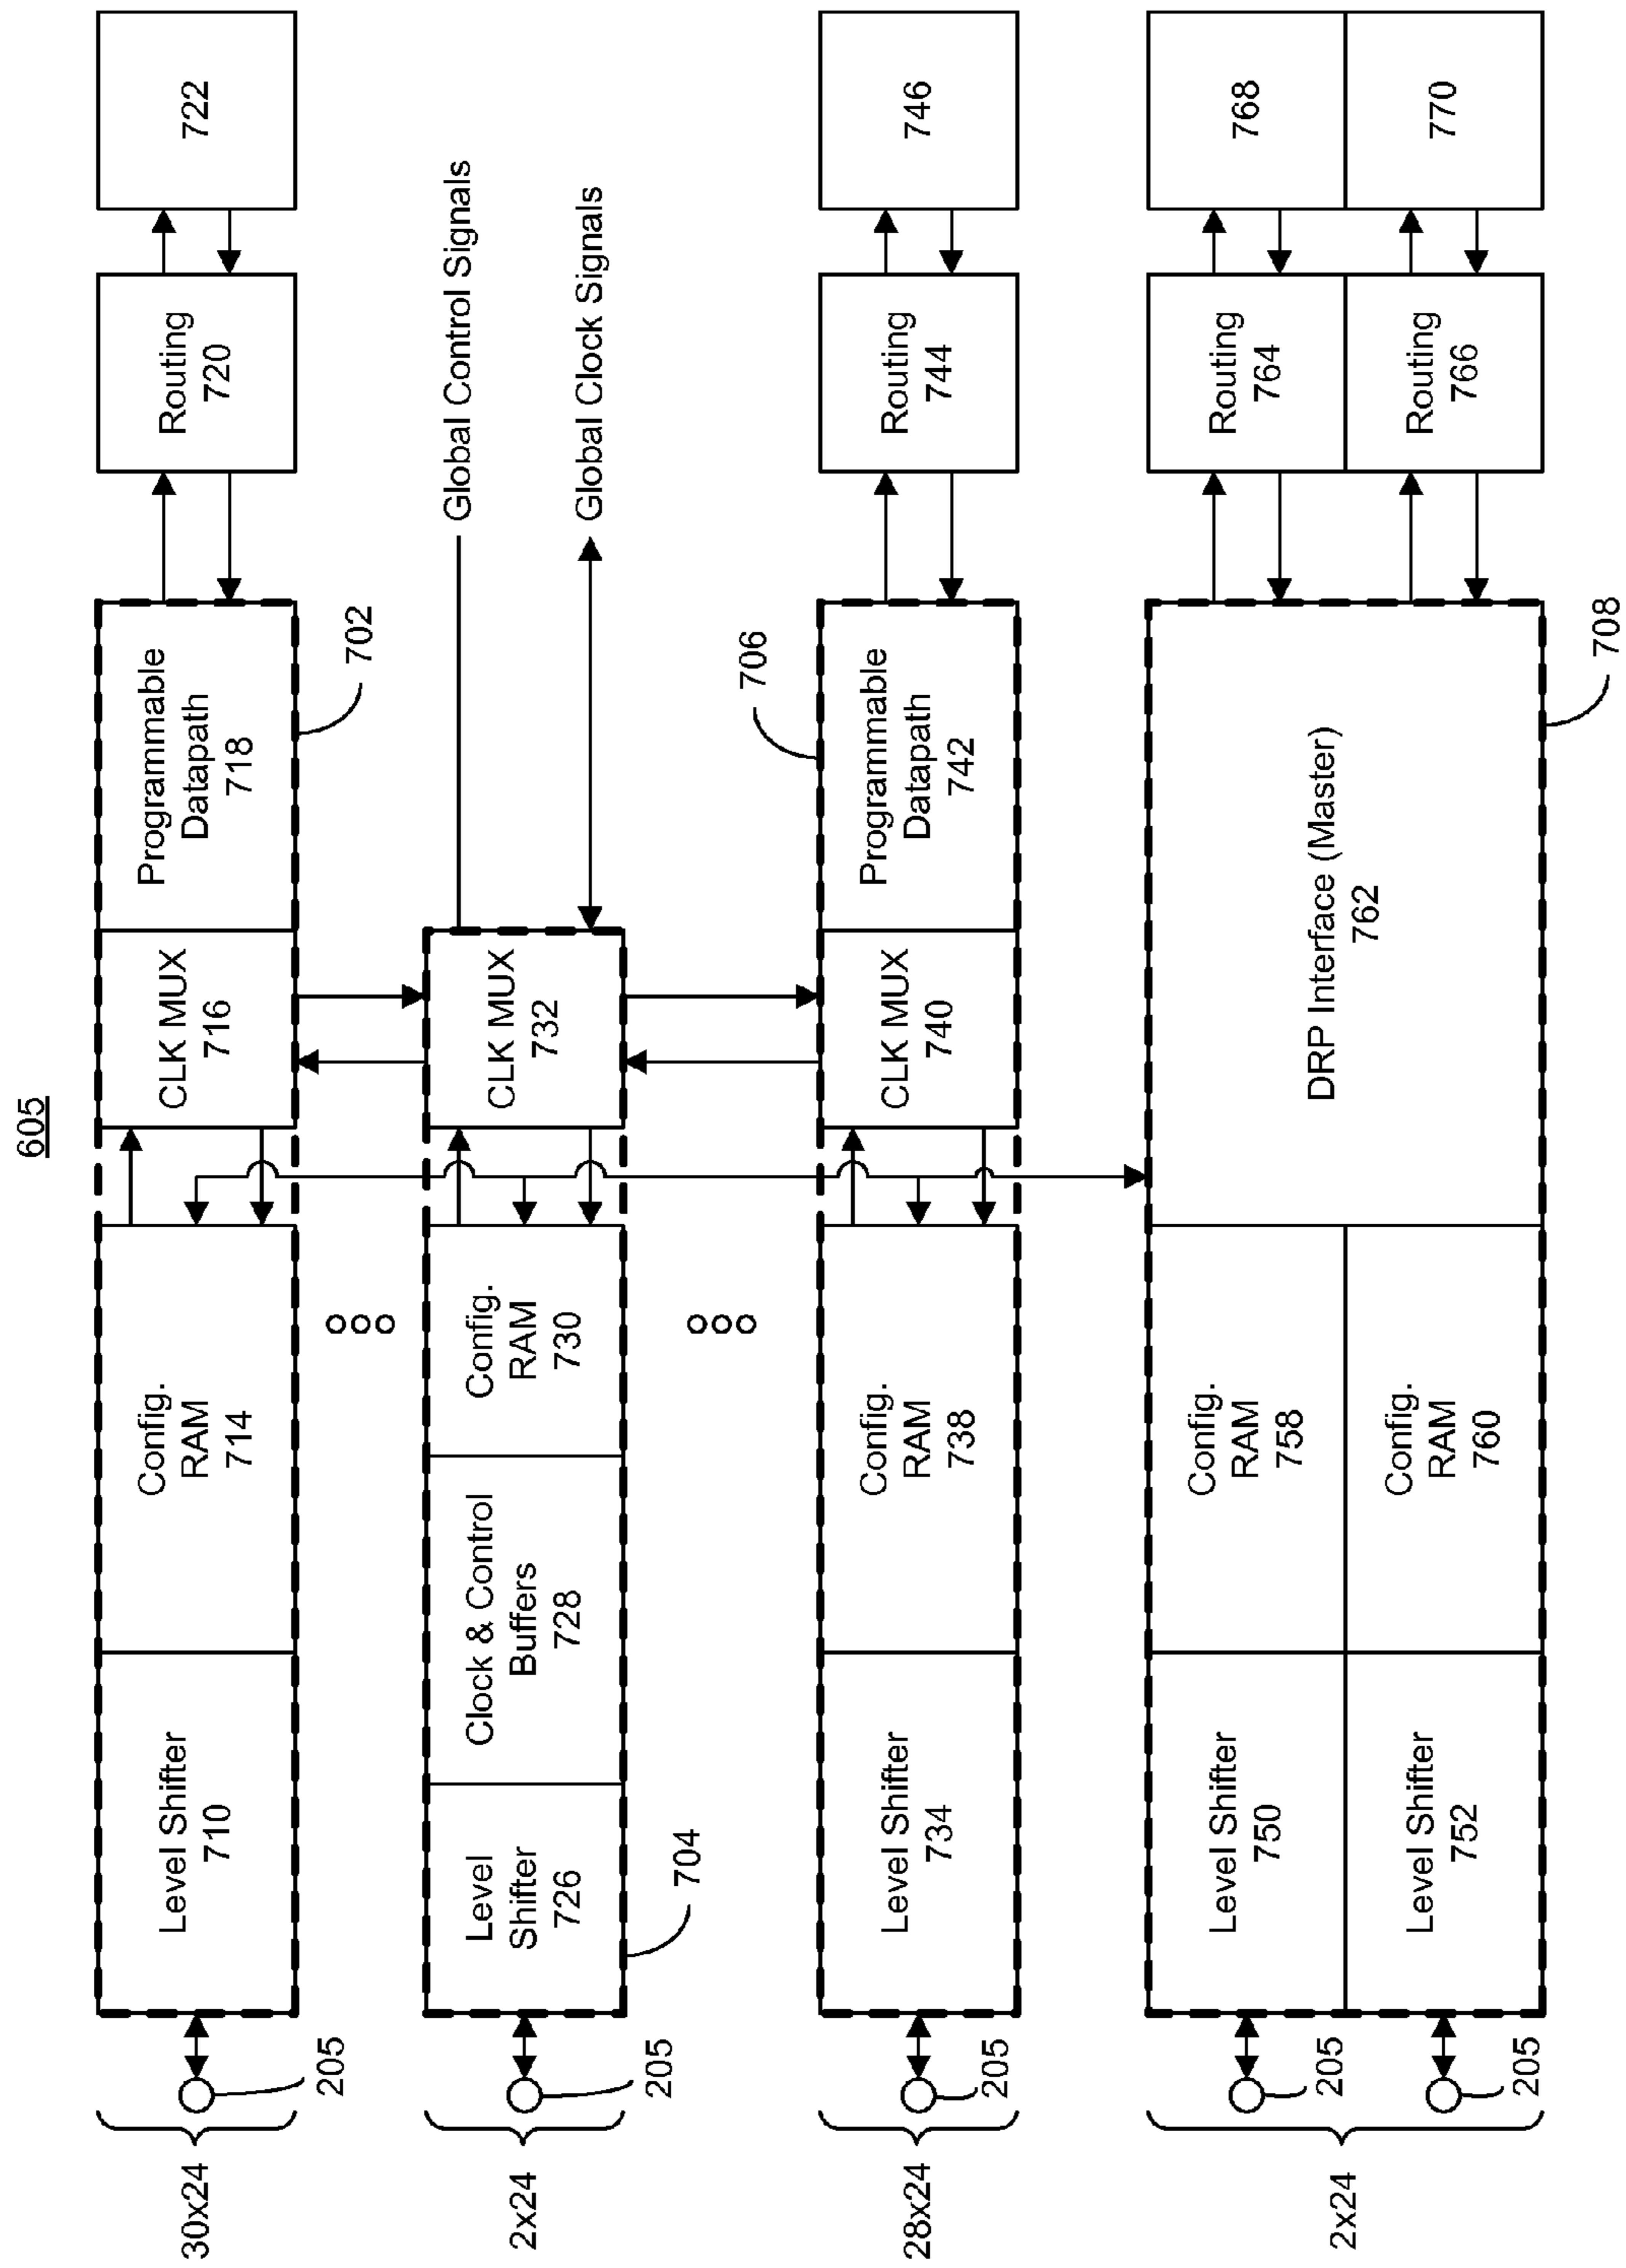 605
30x24
205
Level Shifter
710
Config.
RAM
714
CLK MUX
716
Programmable
Datapath
718
702
Routing
720
722
2x24
205
Level
Shifter
726
704
Clock & Control
Buffers
728
Config.
RAM
730
CLK MUX
732
Global Control Signals
Global Clock Signals
28x24
205
Level Shifter
734
Config.
RAM
738
CLK MUX
740
Programmable
Datapath
742
706
Routing
744
746
2x24
205
Level Shifter
750
Config.
RAM
758
205
Level Shifter
752
Config.
RAM
760
DRP Interface (Master)
762
708
Routing
764
768
Routing
766
770